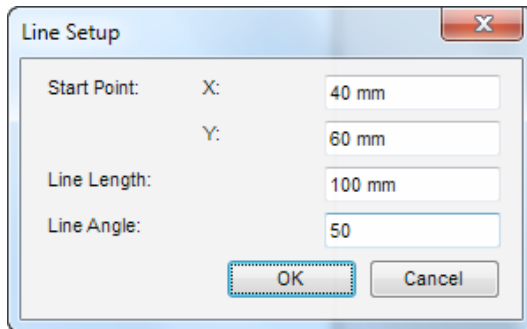 Line Setup
Start Point: X: 40 mm
Y: 60 mm
Line Length: 100 mm
Line Angle: 50
OK Cancel